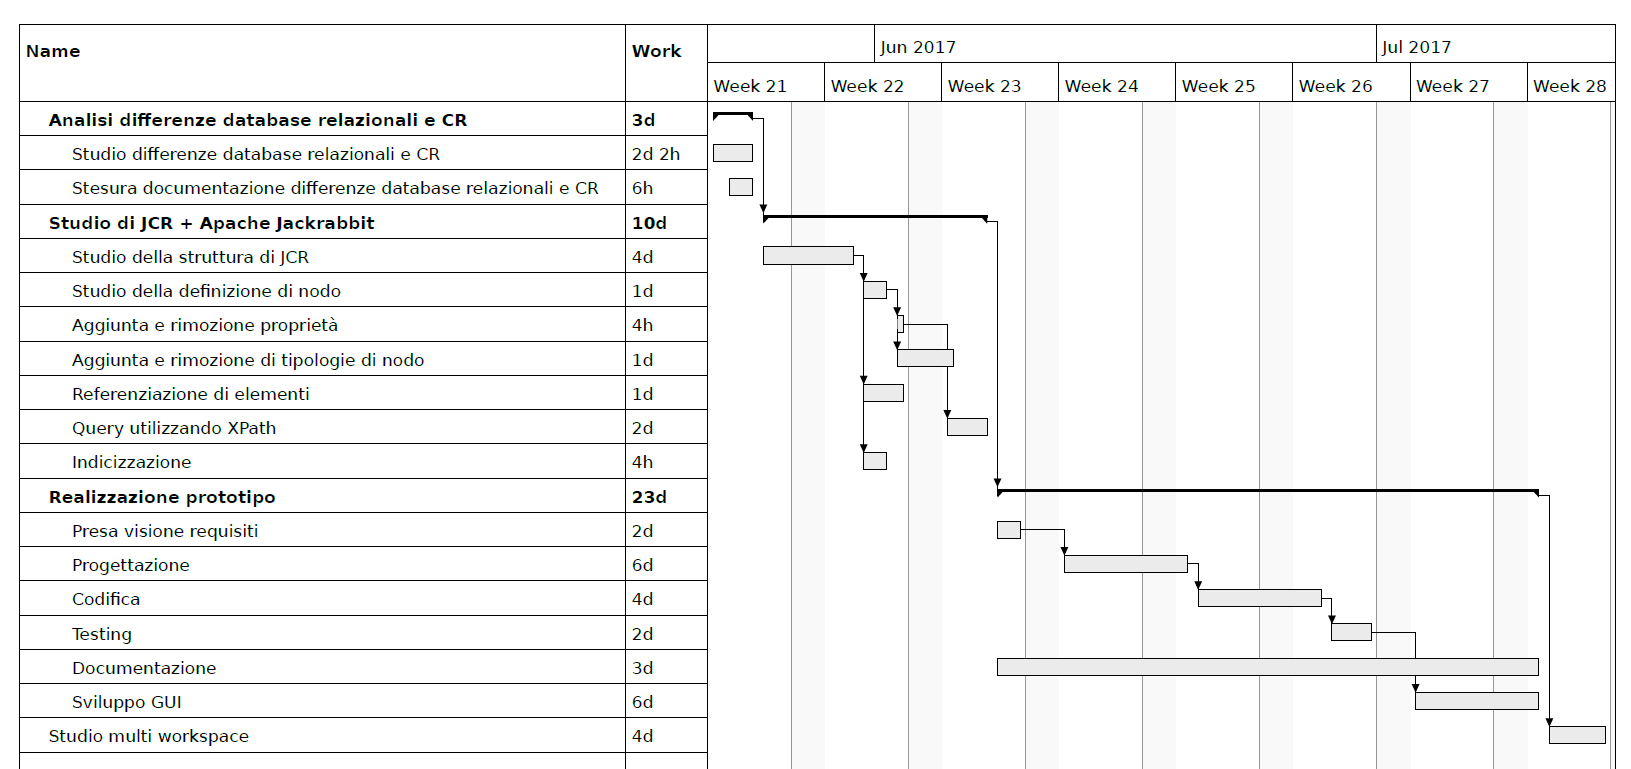 Name Work Jun 2017 Jul 2017
Week 21 Week 22 Week 23 Week 24 Week 25 Week 26 Week 27 Week 28
Analisi differenze database relazionali e CR 3d
Studio differenze database relazionali e CR 2d 2h
Stesura documentazione differenze database relazionali e CR 6h
Studio di JCR + Apache Jackrabbit 10d
Studio della struttura di JCR 4d
Studio della definizione di nodo 1d
Aggiunta e rimozione proprietà 4h
Aggiunta e rimozione di tipologie di nodo 1d
Referenziazione di elementi 1d
Query utilizzando XPath 2d
Indicizzazione 4h
Realizzazione prototipo 23d
Presa visione requisiti 2d
Progettazione 6d
Codifica 4d
Testing 2d
Documentazione 3d
Sviluppo GUI 6d
Studio multi workspace 4d